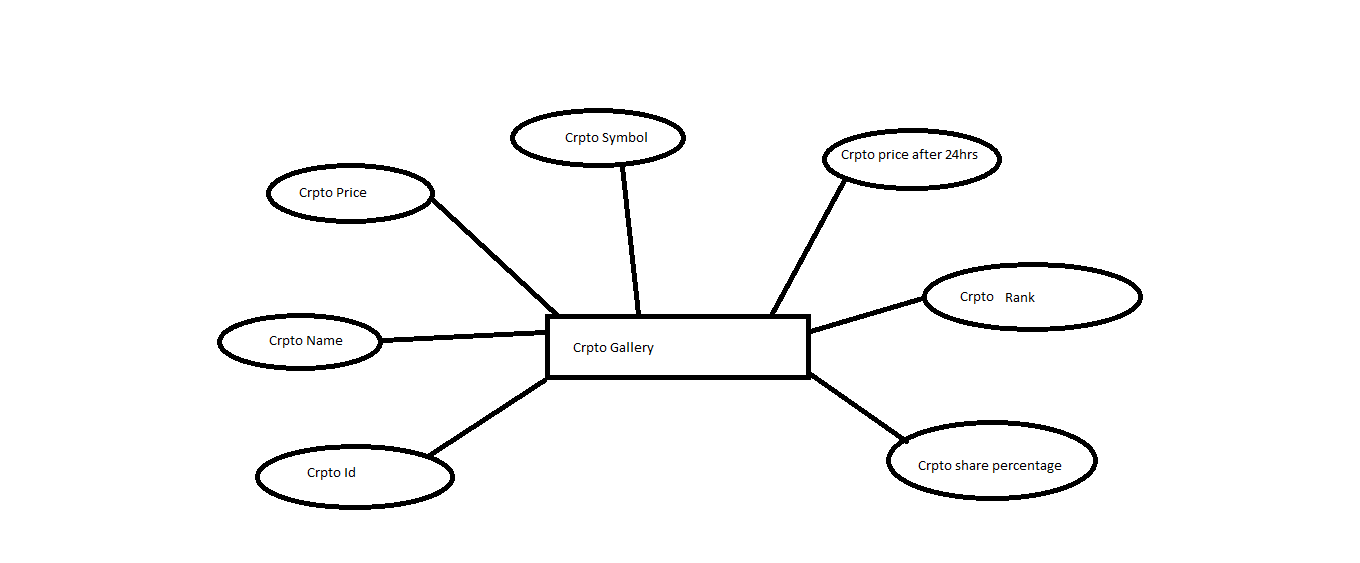 Crpto Symbol
Crpto price after 24hrs
Crpto Price
Crpto Rank
Crpto Name
Crpto Gallery
Crpto share percentage
Crpto Id